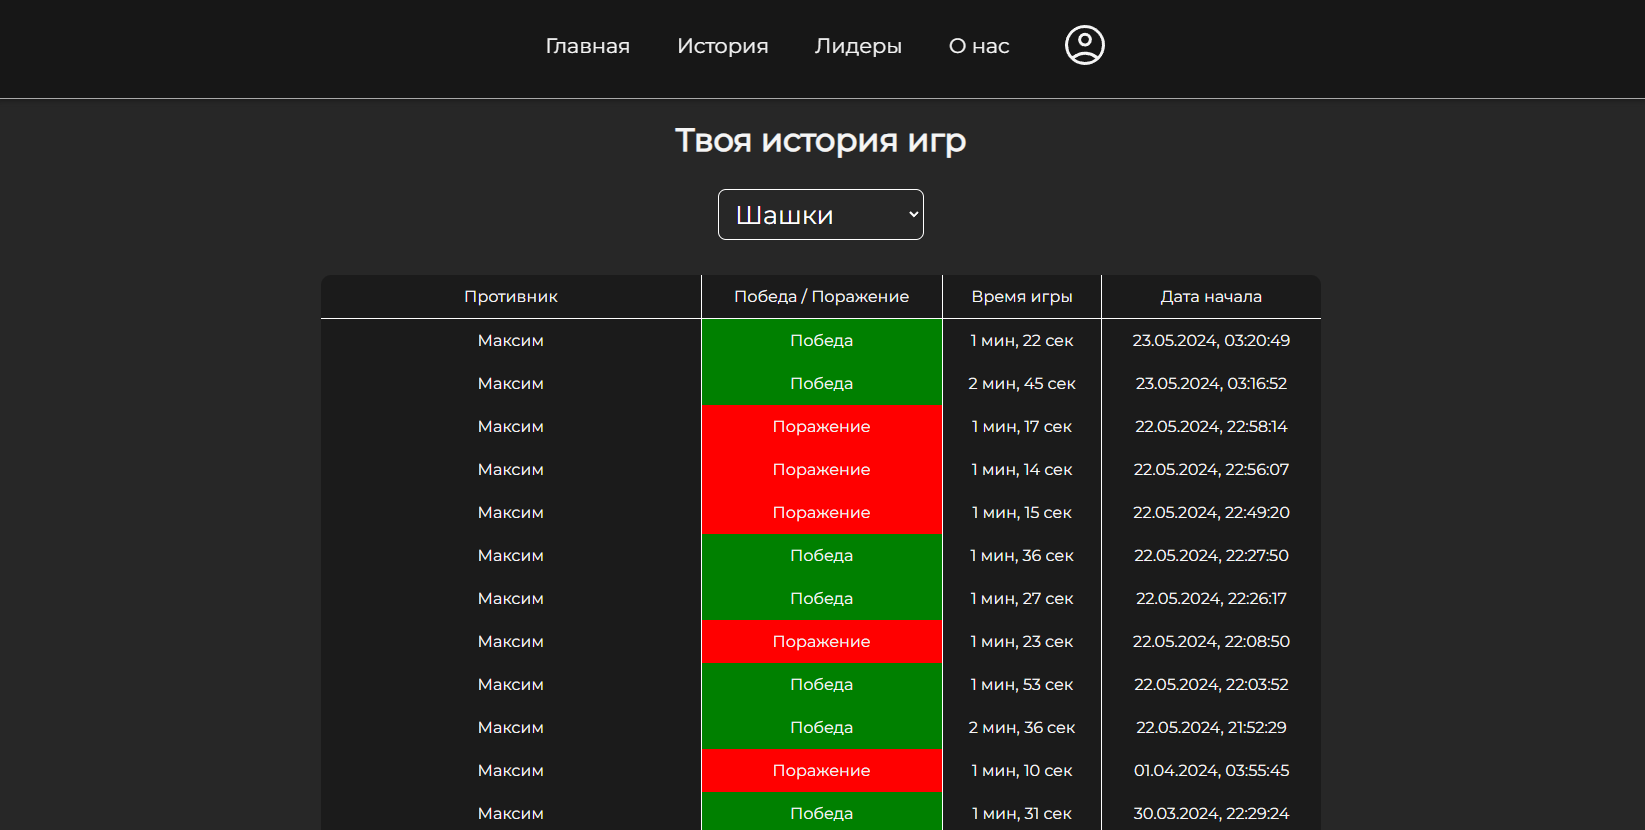 Главная История Лидеры О нас
Твоя история игр
Шашки
Противник Победа / Поражение Время игры Дата начала
Максим Победа 1 мин, 22 сек 23.05.2024, 03:20:49
Максим Победа 2 мин, 45 сек 23.05.2024, 03:16:52
Максим Поражение 1 мин, 17 сек 22.05.2024, 22:58:14
Максим Поражение 1 мин, 14 сек 22.05.2024, 22:56:07
Максим Поражение 1 мин, 15 сек 22.05.2024, 22:49:20
Максим Победа 1 мин, 36 сек 22.05.2024, 22:27:50
Максим Победа 1 мин, 27 сек 22.05.2024, 22:26:17
Максим Поражение 1 мин, 23 сек 22.05.2024, 22:08:50
Максим Победа 1 мин, 53 сек 22.05.2024, 22:03:52
Максим Победа 2 мин, 36 сек 22.05.2024, 21:52:29
Максим Поражение 1 мин, 10 сек 01.04.2024, 03:55:45
Максим Победа 1 мин, 31 сек 30.03.2024, 22:29:24